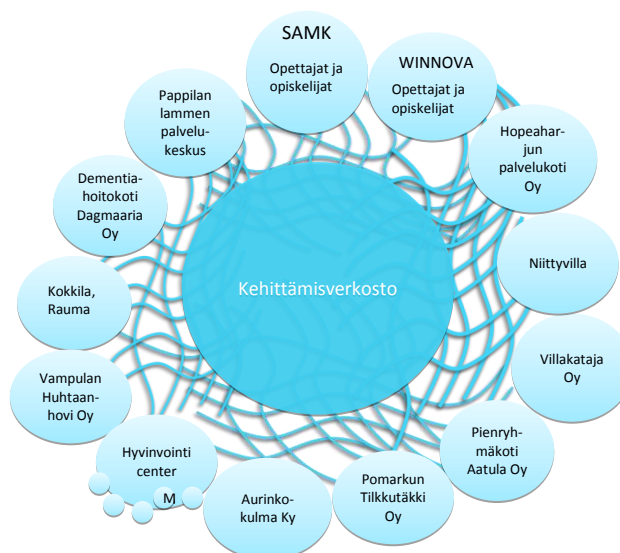 SAMK
Opettajat ja
opiskelijat
WINNOVA
Opettajat ja
opiskelijat
Hopeahar-
jun
palvelukoti
Oy
Niittyvilla
Villakataja
Oy
Pienryh-
mäkoti
Aatula Oy
Pomarkun
Tilkkutäkki
Oy
Aurinko-
kulma Ky
Hyvinvointi
center
M
Vampulan
Huhtaan-
hovi Oy
Kokkila,
Rauma
Dementia-
hoitokoti
Dagmaaria
Oy
Pappilan
lammen
palvelu-
keskus
Kehittämisverkosto